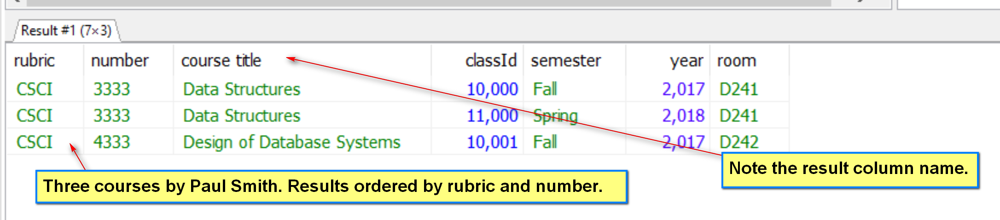 Result #1 (7×3)
rubric number course title classId semester year room
CSCI 3333 Data Structures 10,000 Fall 2,017 D241
CSCI 3333 Data Structures 11,000 Spring 2,018 D241
CSCI 4333 Design of Database Systems 10,001 Fall 2,017 D242
Note the result column name.
Three courses by Paul Smith. Results ordered by rubric and number.